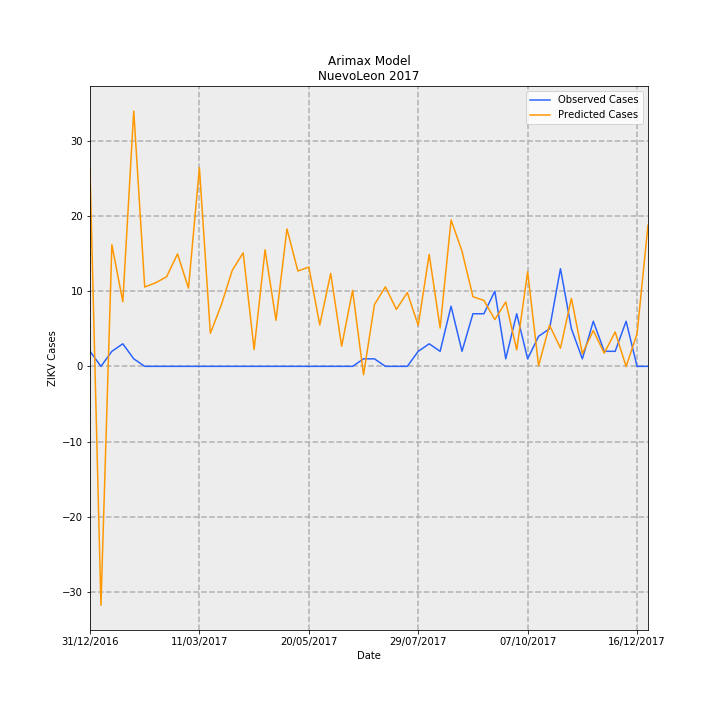 Arimax Model
NuevoLeon 2017
Observed Cases
Predicted Cases
30
20
10
0
−10
−20
−30
ZIKV Cases
31/12/2016 11/03/2017 20/05/2017 29/07/2017 07/10/2017 16/12/2017
Date